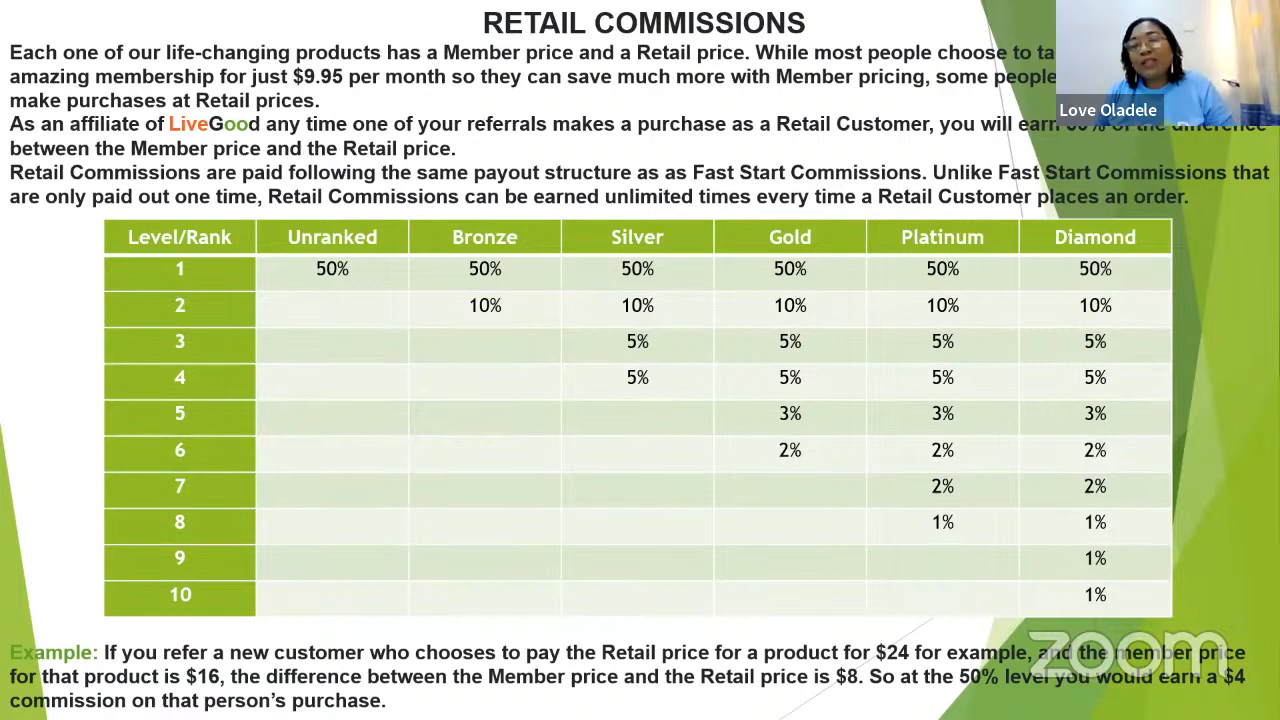 RETAIL COMMISSIONS
Each one of our life-changing products has a Member price and a Retail price. While most people choose to
amazing membership for just $9.95 per month so they can save much more with Member pricing, some people
make purchases at Retail prices.
Love Oladele
As an affiliate of LiveGood any time one of your referrals makes a purchase as a Retail Customer, you will earn of the difference
between the Member price and the Retail price.
Retail Commissions are paid following the same payout structure as as Fast Start Commissions. Unlike Fast Start Commissions that
are only paid out one time, Retail Commissions can be earned unlimited times every time a Retail Customer places an order.
Level/Rank Unranked Bronze Silver Gold Platinum Diamond
1 50% 50% 50% 50% 50% 50%
2 10% 10% 10% 10% 10%
3 5% 5% 5% 5%
4 5% 5% 5% 5%
5 3% 3% 3%
6 2% 2% 2%
7 2% 2%
8 1% 1%
9 1%
10 1%
Example: If you refer a new customer who chooses to pay the Retail price for a product for $24 for example, and the member price
for that product is $16, the difference between the Member price and the Retail price is $8. So at the 50% level you would earn a $4
commission on that person's purchase.
zoom